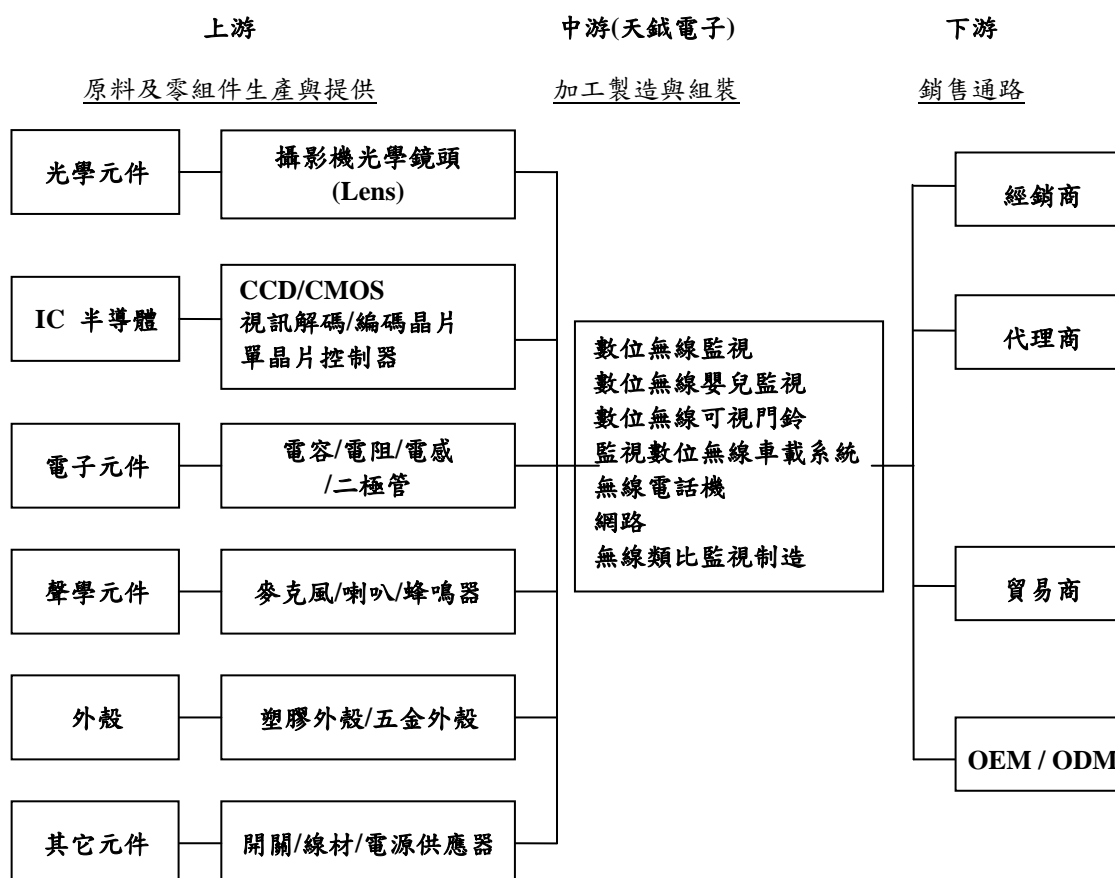 上游
中游(天鉞電子)
下游
原料及零組件生產與提供
加工製造與組裝
銷售通路
光學元件
攝影機光學鏡頭
(Lens)
IC 半導體
CCD/CMOS
視訊解碼/編碼晶片
單晶片控制器
電子元件
電容/電阻/電感
/二極管
聲學元件
麥克風/喇叭/蜂鳴器
外殼
塑膠外殼/五金外殼
其它元件
開關/線材/電源供應器
數位無線監視
數位無線嬰兒監視
數位無線可視門鈴
監視數位無線車載系統
無線電話機
網路
無線類比監視制造
經銷商
代理商
貿易商
OEM / ODM